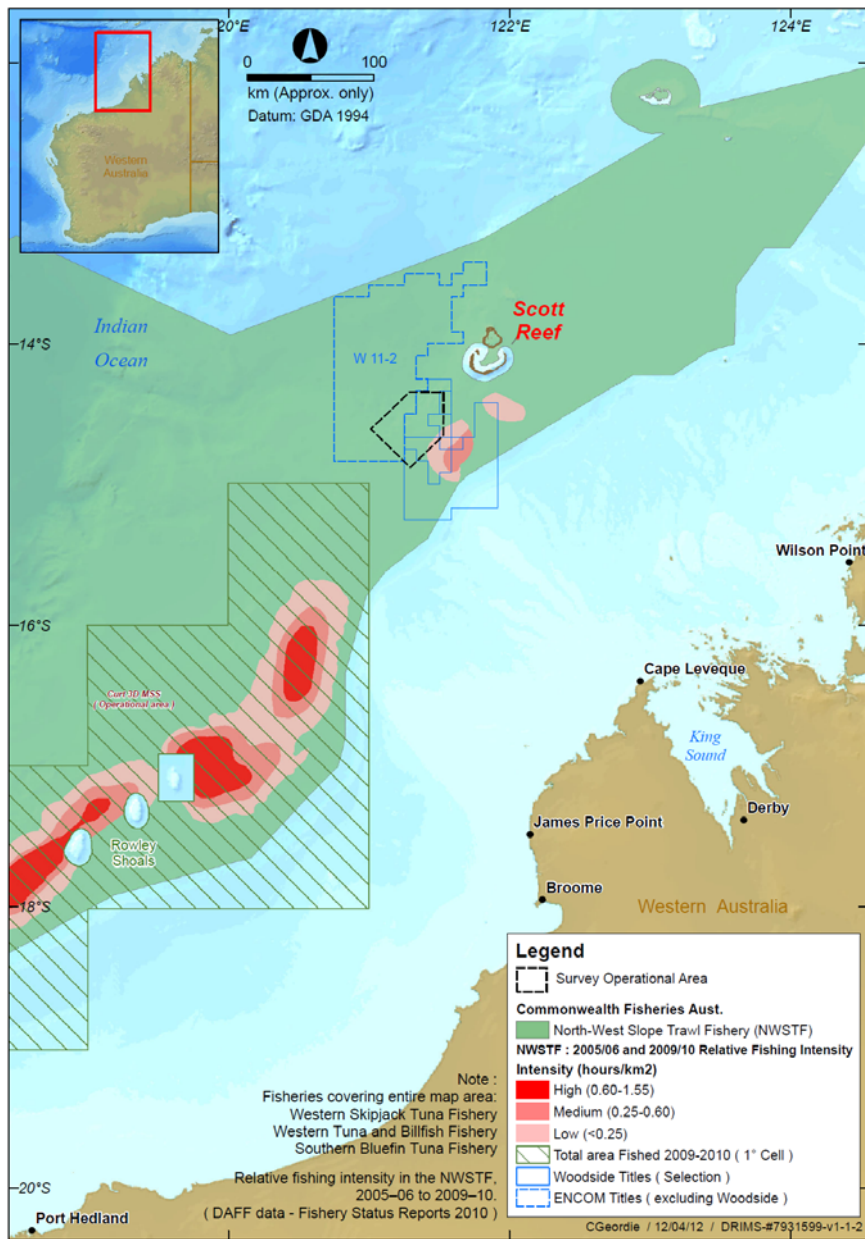 20°E
122°E
124°E
0
100
km (Approx. only)
Datum: GDA 1994
Western
Australia
Indian
Ocean
14°S
W 11-2
Scott
Reef
Wilson Point
16°S
Cape Leveque
Curt 3D MSS
( Operational area )
King
Sound
Derby
James Price Point
Rowley
Shoals
Broome
18°S
Western Australia
Legend
Survey Operational Area
Commonwealth Fisheries Aust.
North-West Slope Trawl Fishery (NWSTF)
NWSTF : 2005/06 and 2009/10 Relative Fishing Intensity
Intensity (hours/km2)
High (0.60-1.55)
Medium (0.25-0.60)
Low (<0.25)
Total area Fished 2009-2010 ( 1° Cell )
Woodside Titles ( Selection )
ENCOM Titles ( excluding Woodside )
Note :
Fisheries covering entire map area:
Western Skipjack Tuna Fishery
Western Tuna and Billfish Fishery
Southern Bluefin Tuna Fishery
Relative fishing intensity in the NWSTF,
2005–06 to 2009–10.
( DAFF data - Fishery Status Reports 2010 )
20°S
Port Hedland
CGeordie / 12/04/12 / DRIMS-#7931599-v1-1-2